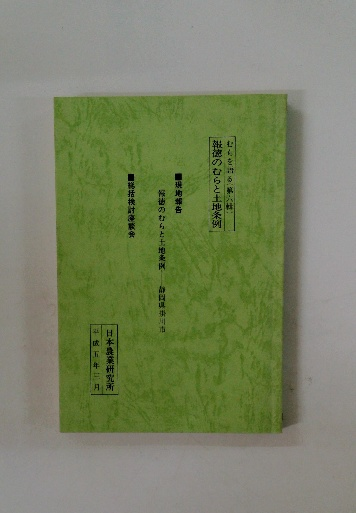 むらを語る（第六輯）
報徳のむらと土地条例
■現地報告
報徳のむらと土地条例―静岡県掛川市
■総括検討座談会
日本農業研究所
平成五年三月